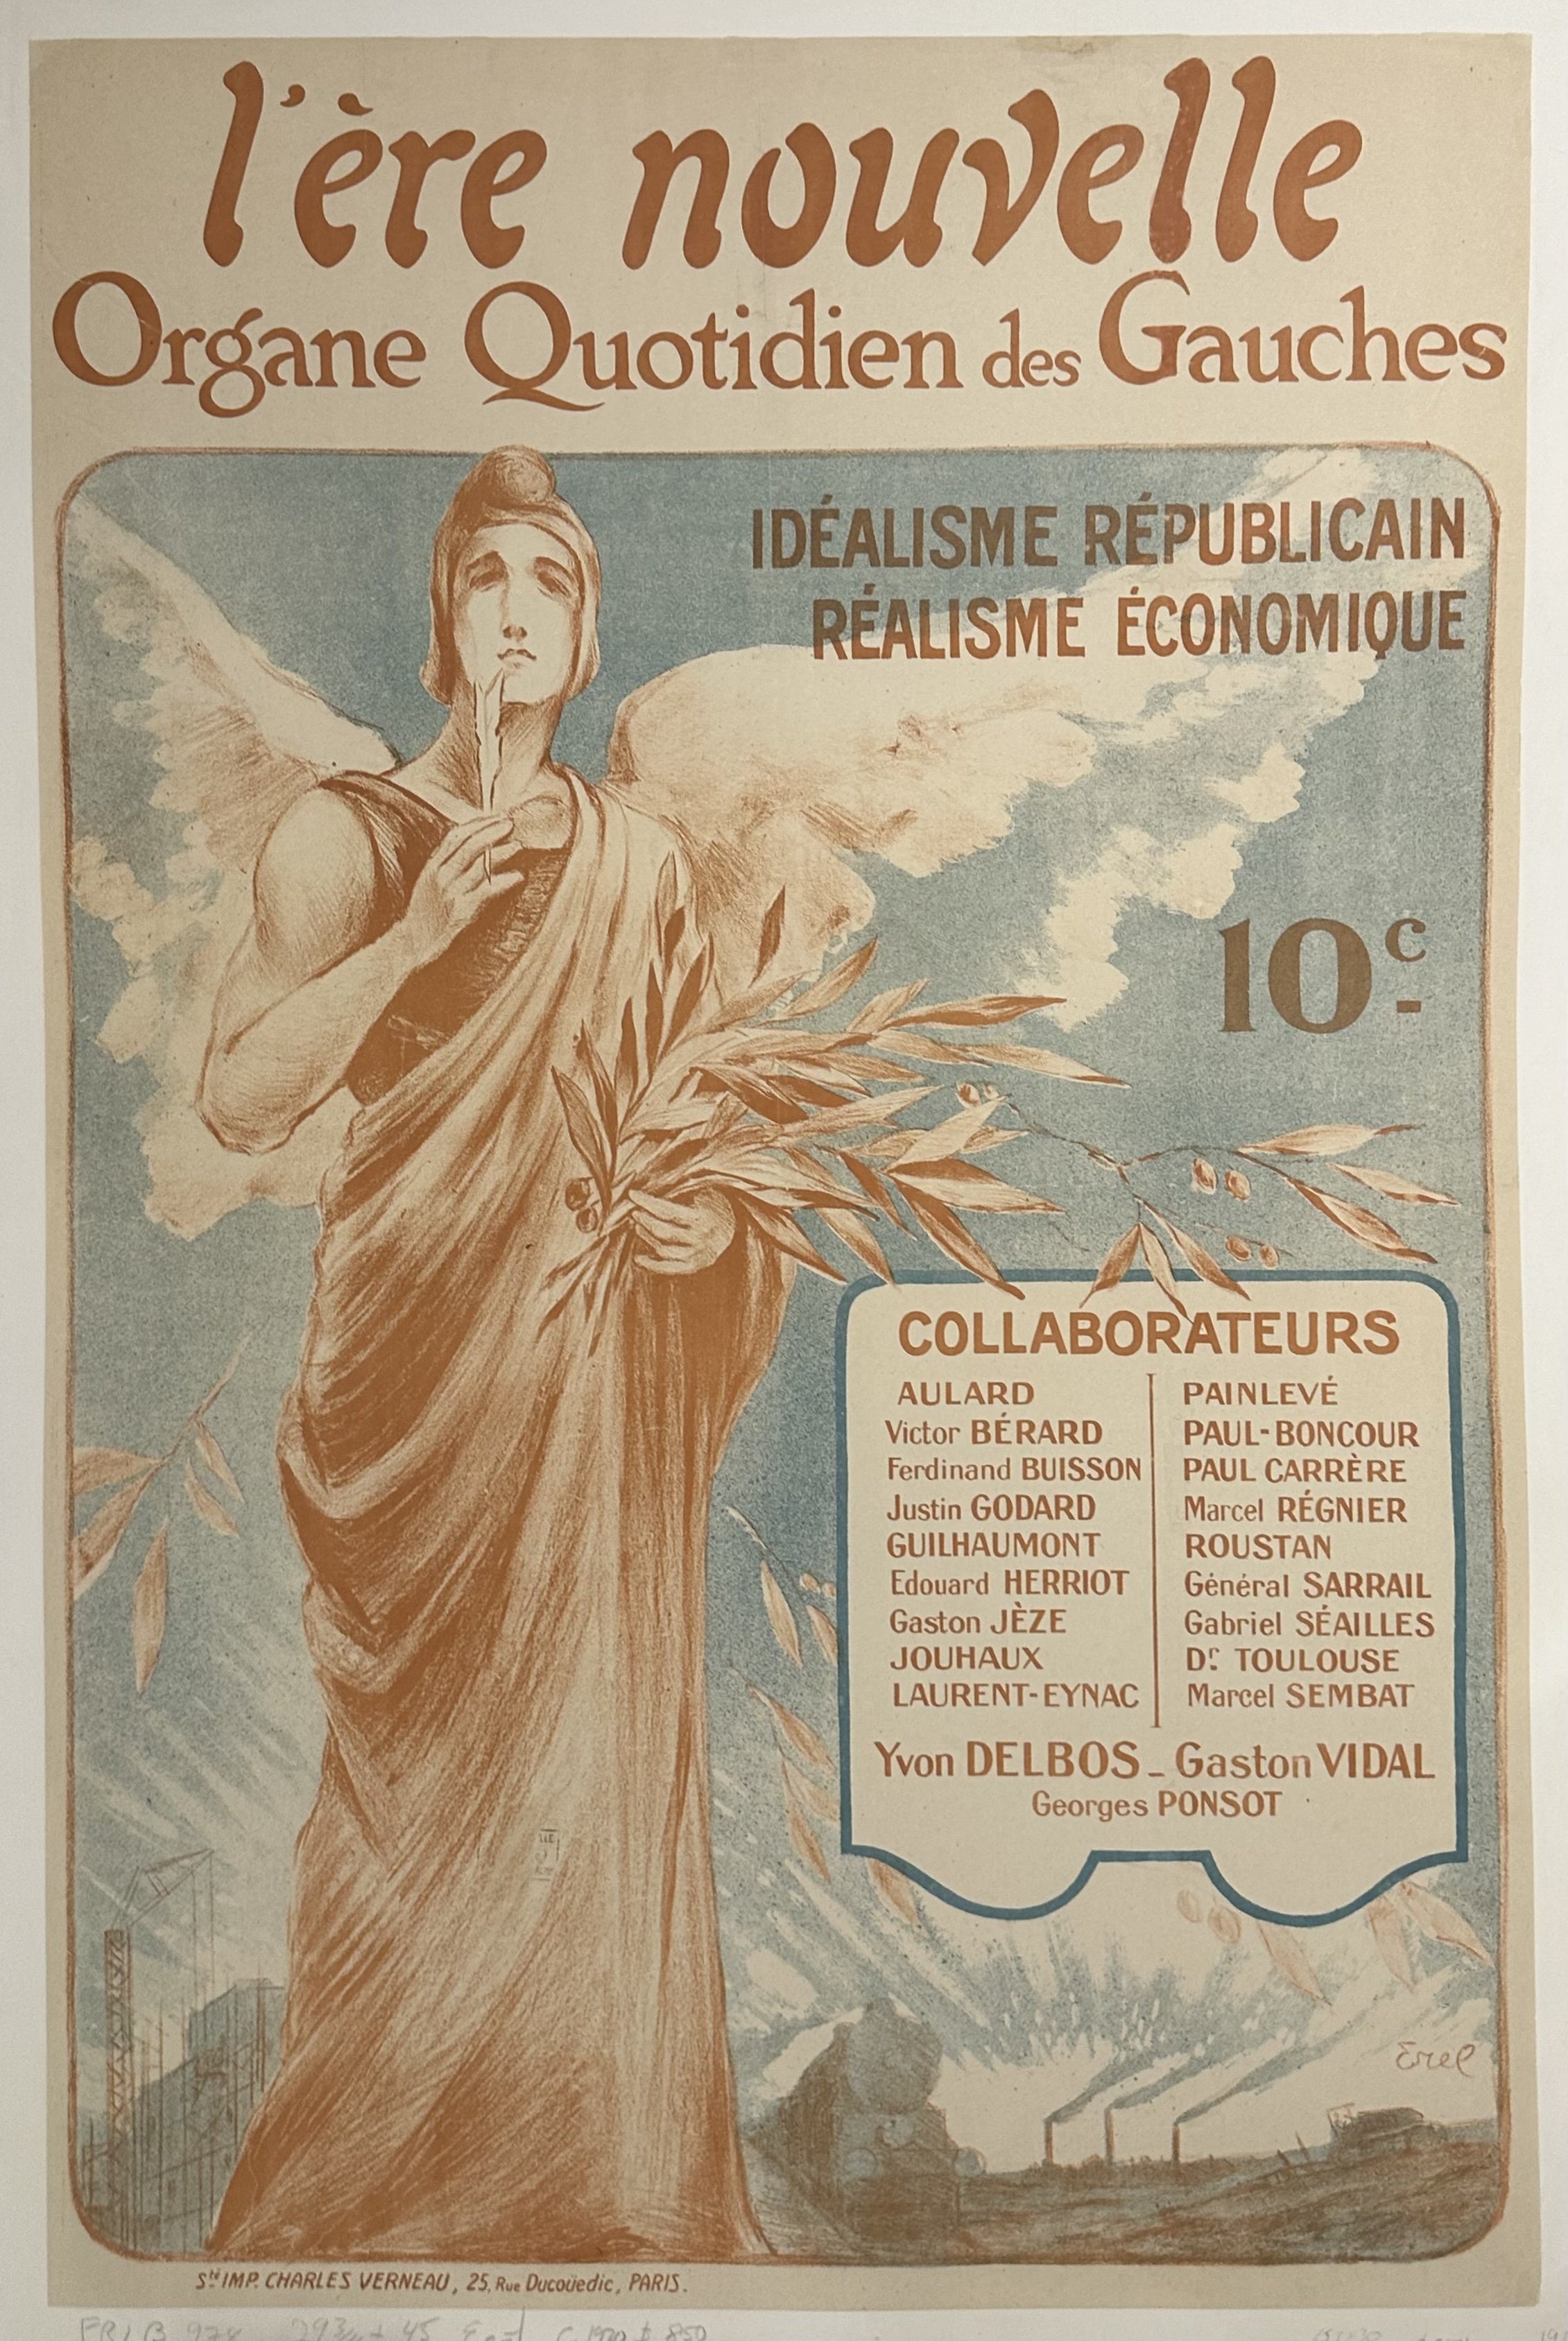 l'ère nouvelle
Organe Quotidien des Gauches
IDÉALISME RÉPUBLICAIN
RÉALISME ÉCONOMIQUE
10c
COLLABORATEURS
AULARD
Victor BÉRARD
Ferdinand BUISSON
Justin GODARD
GUILHAUMONT
Edouard HERRIOT
Gaston JÈZE
JOUHAUX
LAURENT-EYNAC
PAINLEVÉ
PAUL-BONCOUR
PAUL CARRÈRE
Marcel RÉGNIER
ROUSTAN
Général SARRAIL
Gabriel SÉAILLES
Dr TOULOUSE
Marcel SEMBAT
Yvon DELBOS - Gaston VIDAL
Georges PONSOT
Erel
Sté IMP. CHARLES VERNEAU, 25, Rue Ducouëdic, PARIS.